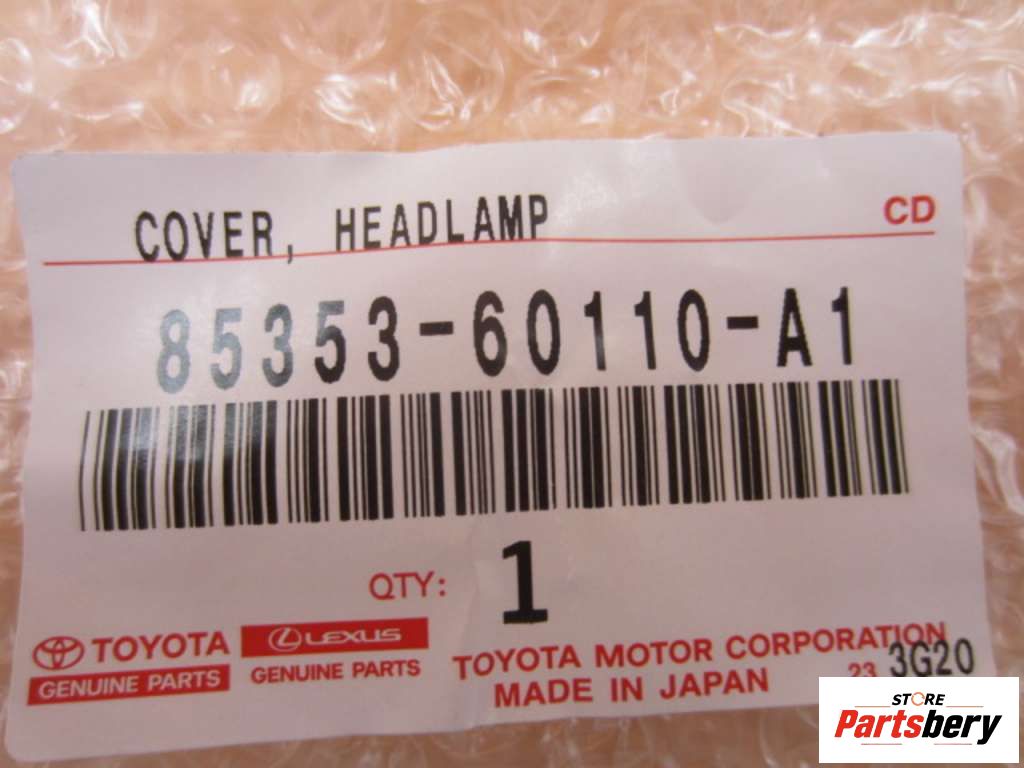 COVER, HEADLAMP
CD
85353-60110-A1
QTY: 1
TOYOTA
GENUINE PARTS
LEXUS
GENUINE PARTS
TOYOTA MOTOR CORPORATION
MADE IN JAPAN
23 3G20
STORE
Partsbery